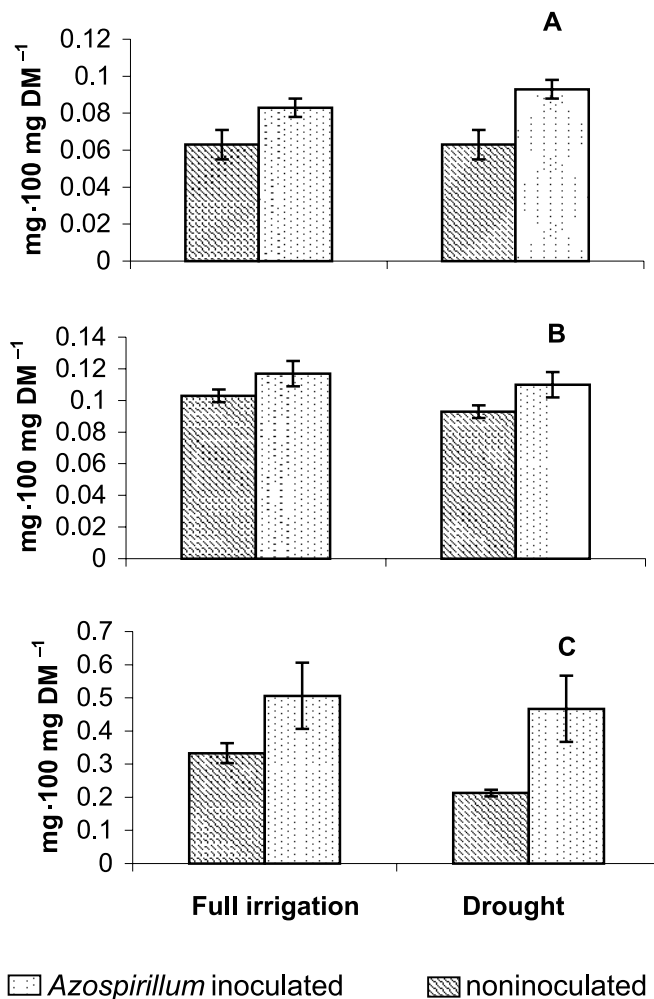 A
mg·100 mg DM⁻¹
0.12
0.1
0.08
0.06
0.04
0.02
0
B
mg·100 mg DM⁻¹
0.14
0.12
0.1
0.08
0.06
0.04
0.02
0
C
mg·100 mg DM⁻¹
0.7
0.6
0.5
0.4
0.3
0.2
0.1
0
Full irrigation Drought
Azospirillum inoculated noninoculated